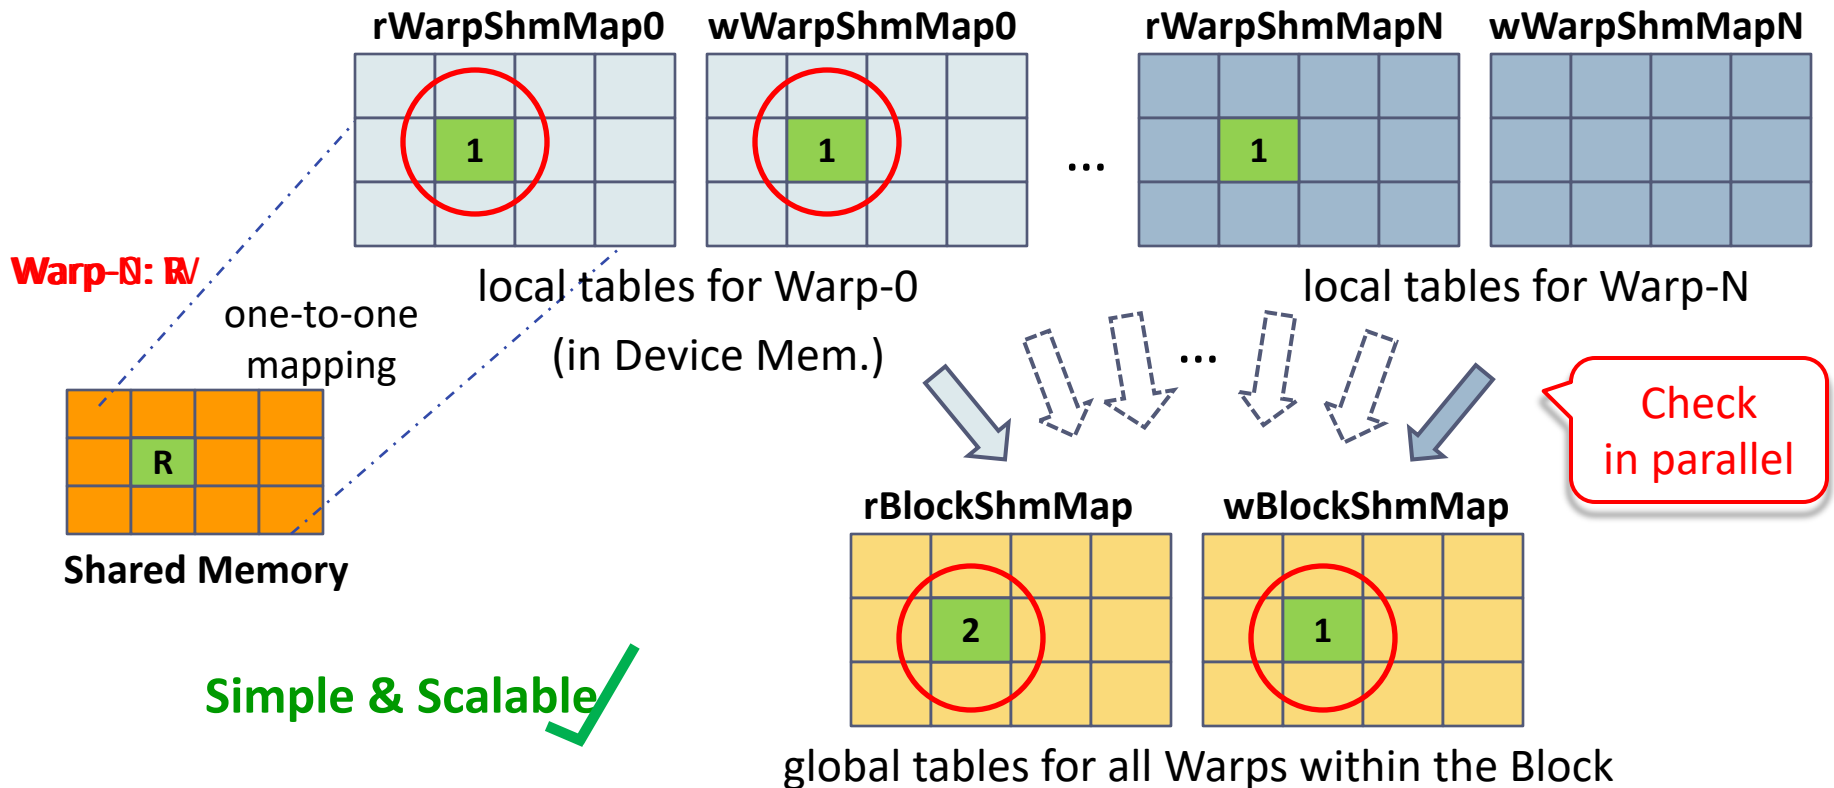 rWarpShmMap0 wWarpShmMap0 rWarpShmMapN wWarpShmMapN
1 1 ... 1
local tables for Warp-0 local tables for Warp-N
(in Device Mem.)
...
one-to-one
mapping
Check
in parallel
R
Shared Memory
rBlockShmMap wBlockShmMap
2 1
Simple & Scalable
global tables for all Warps within the Block